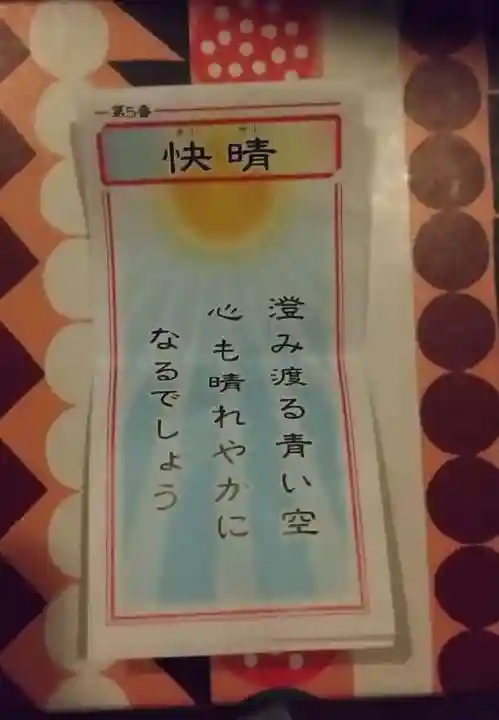 第5番
快晴
澄み渡る青い空
心も晴れやかに
なるでしょう